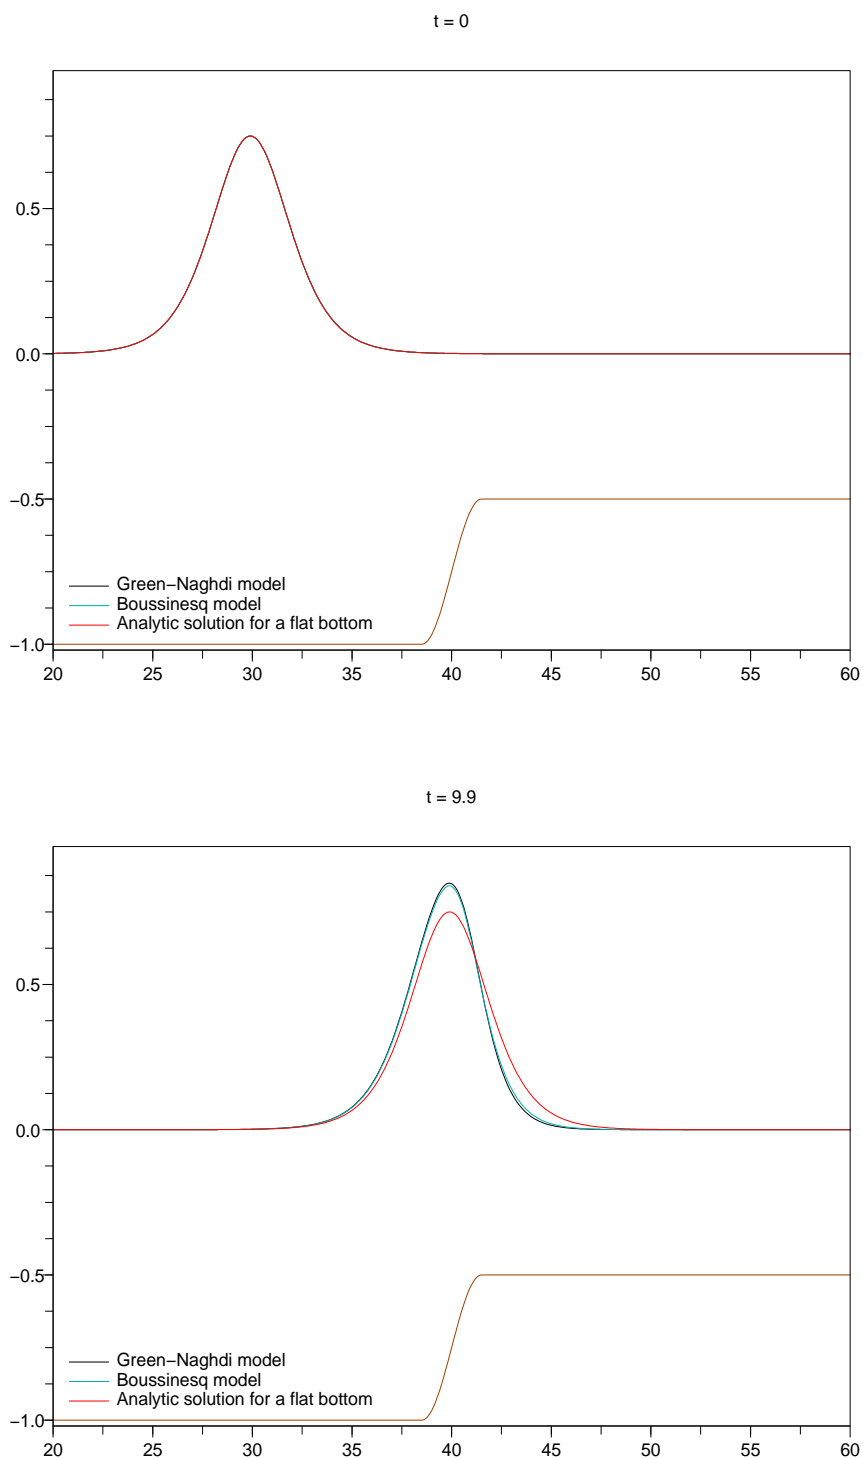 t = 0
0.5
0.0
−0.5
−1.0
Green−Naghdi model
Boussinesq model
Analytic solution for a flat bottom
20 25 30 35 40 45 50 55 60
t = 9.9
0.5
0.0
−0.5
−1.0
Green−Naghdi model
Boussinesq model
Analytic solution for a flat bottom
20 25 30 35 40 45 50 55 60